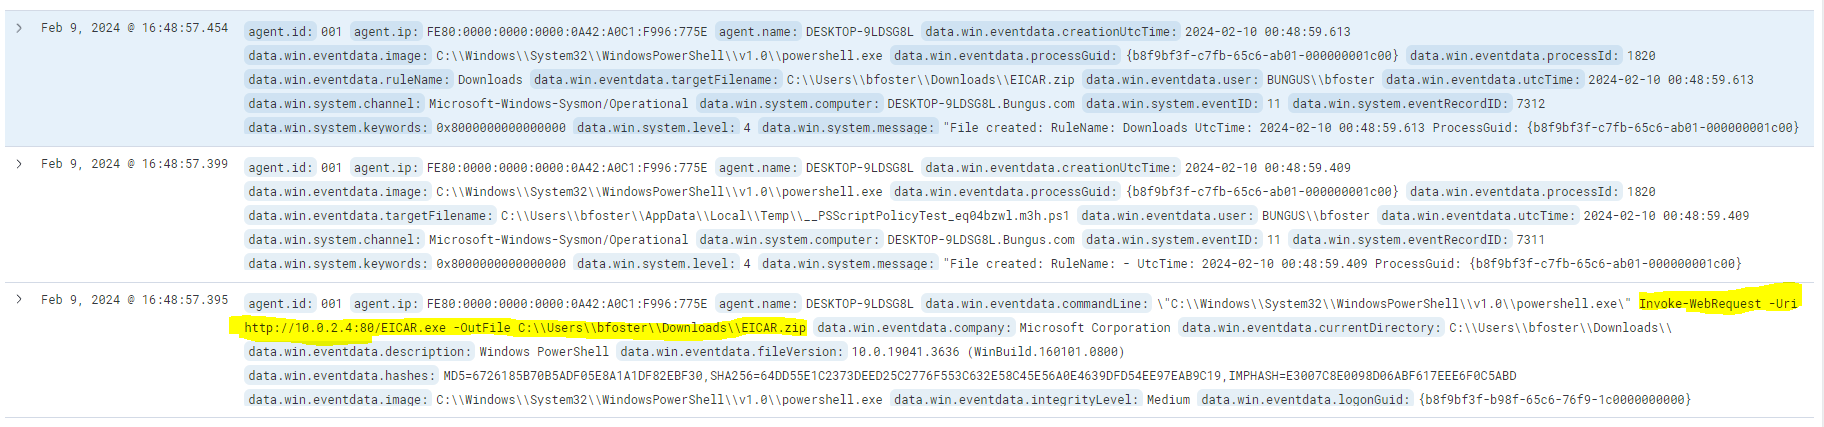 Feb 9, 2024 @ 16:48:57.454 agent.id: 001 agent.ip: FE80:0000:0000:0000:0A42:A0C1:F996:775E agent.name: DESKTOP-9LDSG8L data.win.eventdata.creationUtcTime: 2024-02-10 00:48:59.613
data.win.eventdata.image: C:\\Windows\\System32\\WindowsPowerShell\\v1.0\\powershell.exe data.win.eventdata.processGuid: {b8f9bf3f-c7fb-65c6-ab01-000000001c00} data.win.eventdata.processId: 1820
data.win.eventdata.ruleName: Downloads data.win.eventdata.targetFilename: C:\\Users\\bfoster\\Downloads\\EICAR.zip data.win.eventdata.user: BUNGUS\\bfoster data.win.eventdata.utcTime: 2024-02-10 00:48:59.613
data.win.system.channel: Microsoft-Windows-Sysmon/Operational data.win.system.computer: DESKTOP-9LDSG8L.Bungus.com data.win.system.eventID: 11 data.win.system.eventRecordID: 7312
data.win.system.keywords: 0x8000000000000000 data.win.system.level: 4 data.win.system.message: "File created: RuleName: Downloads UtcTime: 2024-02-10 00:48:59.613 ProcessGuid: {b8f9bf3f-c7fb-65c6-ab01-000000001c00}
Feb 9, 2024 @ 16:48:57.399 agent.id: 001 agent.ip: FE80:0000:0000:0000:0A42:A0C1:F996:775E agent.name: DESKTOP-9LDSG8L data.win.eventdata.creationUtcTime: 2024-02-10 00:48:59.409
data.win.eventdata.image: C:\\Windows\\System32\\WindowsPowerShell\\v1.0\\powershell.exe data.win.eventdata.processGuid: {b8f9bf3f-c7fb-65c6-ab01-000000001c00} data.win.eventdata.processId: 1820
data.win.eventdata.targetFilename: C:\\Users\\bfoster\\AppData\\Local\\Temp\\__PSScriptPolicyTest_eq04bzwl.m3h.ps1 data.win.eventdata.user: BUNGUS\\bfoster data.win.eventdata.utcTime: 2024-02-10 00:48:59.409
data.win.system.channel: Microsoft-Windows-Sysmon/Operational data.win.system.computer: DESKTOP-9LDSG8L.Bungus.com data.win.system.eventID: 11 data.win.system.eventRecordID: 7311
data.win.system.keywords: 0x8000000000000000 data.win.system.level: 4 data.win.system.message: "File created: RuleName: - UtcTime: 2024-02-10 00:48:59.409 ProcessGuid: {b8f9bf3f-c7fb-65c6-ab01-000000001c00}
Feb 9, 2024 @ 16:48:57.395 agent.id: 001 agent.ip: FE80:0000:0000:0000:0A42:A0C1:F996:775E agent.name: DESKTOP-9LDSG8L data.win.eventdata.commandLine: \"C:\\Windows\\System32\\WindowsPowerShell\\v1.0\\powershell.exe\" Invoke-WebRequest -Uri
http://10.0.2.4:80/EICAR.exe -OutFile C:\\Users\\bfoster\\Downloads\\EICAR.zip data.win.eventdata.company: Microsoft Corporation data.win.eventdata.currentDirectory: C:\\Users\\bfoster\\Downloads\\
data.win.eventdata.description: Windows PowerShell data.win.eventdata.fileVersion: 10.0.19041.3636 (WinBuild.160101.0800)
data.win.eventdata.hashes: MD5=6726185B70B5ADF05E8A1A1DF82EBF30,SHA256=64DD55E1C2373DEED25C2776F553C632E58C45E56A0E4639DFD54EE97EAB9C19,IMPHASH=E3007C8E0098D06ABF617EEE6F0C5ABD
data.win.eventdata.image: C:\\Windows\\System32\\WindowsPowerShell\\v1.0\\powershell.exe data.win.eventdata.integrityLevel: Medium data.win.eventdata.logonGuid: {b8f9bf3f-b98f-65c6-76f9-1c0000000000}